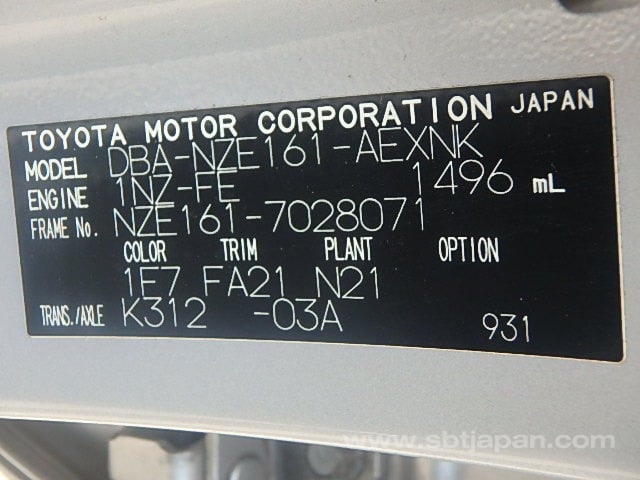 TOYOTA MOTOR CORPORATION JAPAN
MODEL DBA-NZE161-AEXNK
ENGINE 1NZ-FE 1496 mL
FRAME No. NZE161-7028071
COLOR TRIM PLANT OPTION
1F7 FA21 N21
TRANS./AXLE K312 -03A 931
www.sbtjapan.com